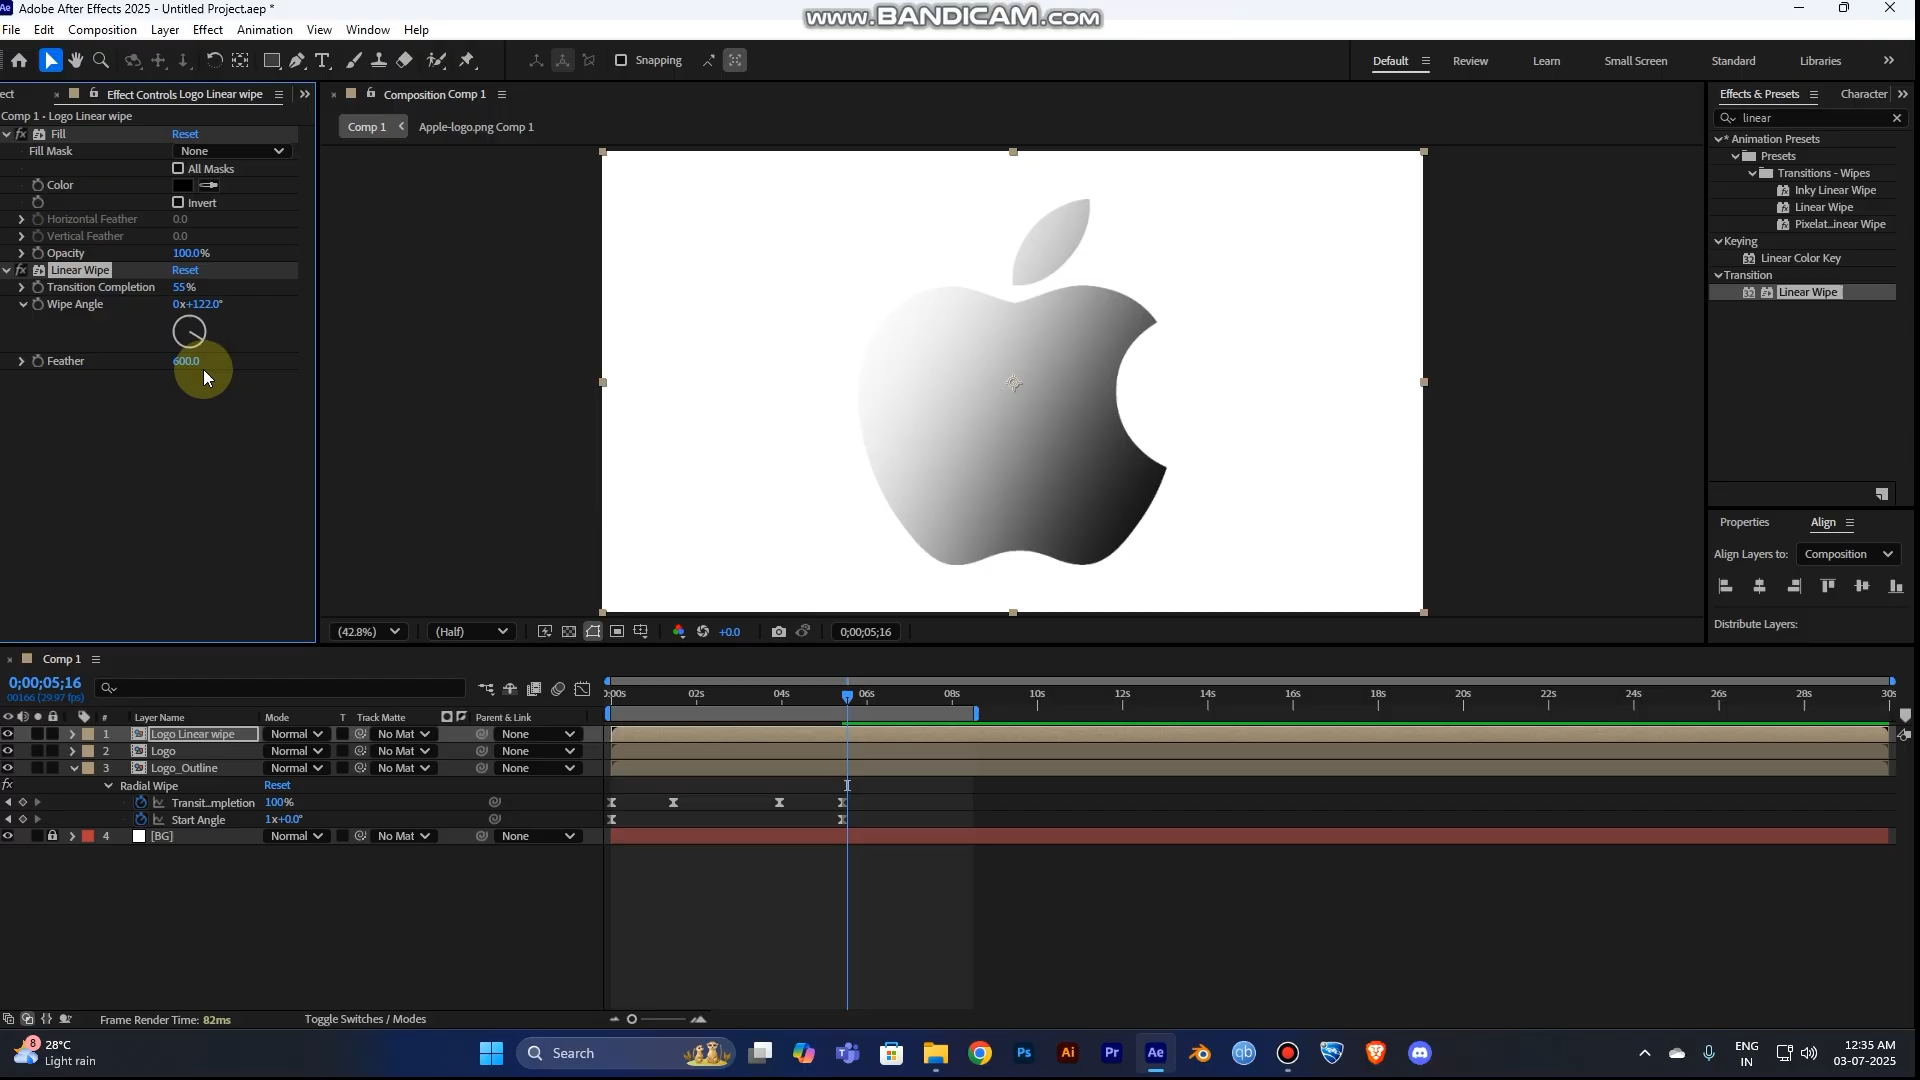 Adobe After Effects 2025 - Untitled Project.aep *
www.BANDICAM.com
File Edit Composition Layer Effect Animation View Window Help
Snapping
Default Review Learn Small Screen Standard Libraries
ect Effect Controls Logo Linear wipe
Composition Comp 1
Effects & Presets Character
Comp 1 • Logo Linear wipe
Comp 1 Apple-logo.png Comp 1
linear
Fill Reset
Fill Mask None
All Masks
Color
Invert
Horizontal Feather 0.0
Vertical Feather 0.0
Opacity 100.0%
Linear Wipe Reset
Transition Completion 55%
Wipe Angle 0x+122.0°
Feather 600.0
* Animation Presets
Presets
Transitions - Wipes
Inky Linear Wipe
Linear Wipe
Pixelat...inear Wipe
Keying
32 Linear Color Key
Transition
32 Linear Wipe
Properties Align
Align Layers to: Composition
Distribute Layers:
(42.8%) (Half) +0.0 0;00;05;16
Comp 1
0;00;05;16
00166 (29.97 fps)
0:00s 02s 04s 06s 08s 10s 12s 14s 16s 18s 20s 22s 24s 26s 28s 30s
# Layer Name Mode T Track Matte Parent & Link
1 Logo Linear wipe Normal No Mat None
2 Logo Normal No Mat None
3 Logo_Outline Normal No Mat None
fx Radial Wipe Reset
Transit...mpletion 100%
Start Angle 1x+0.0°
4 [BG] Normal No Mat None
Frame Render Time: 82ms Toggle Switches / Modes
8 28°C
Light rain
Search
Ps Ai Pr Ae qb
ENG
IN
12:35 AM
03-07-2025